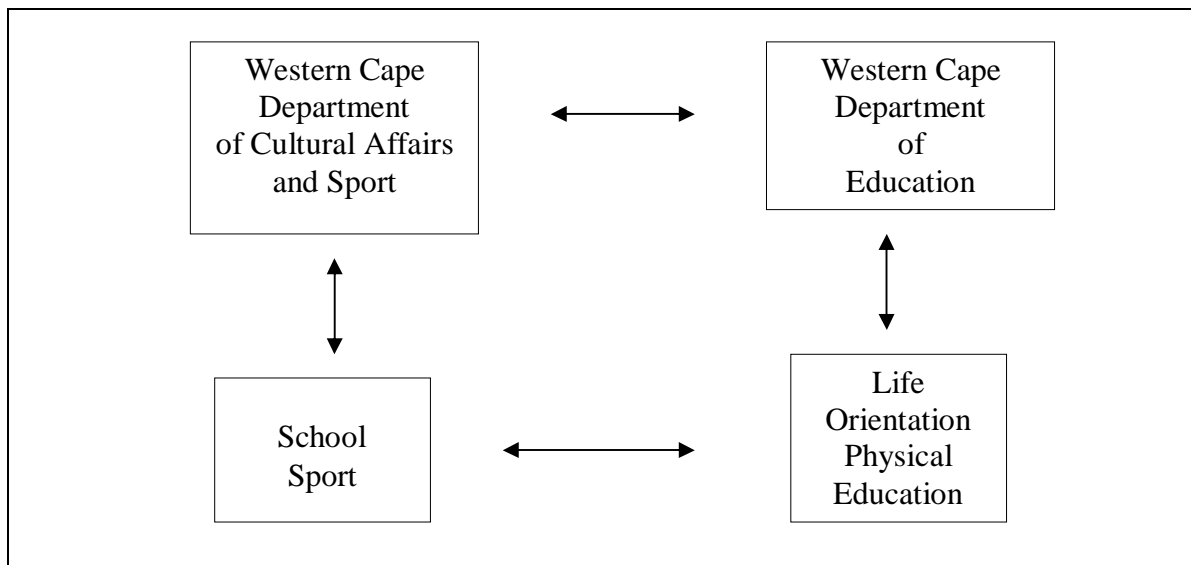 Western Cape
Department
of Cultural Affairs
and Sport
Western Cape
Department
of
Education
School
Sport
Life
Orientation
Physical
Education